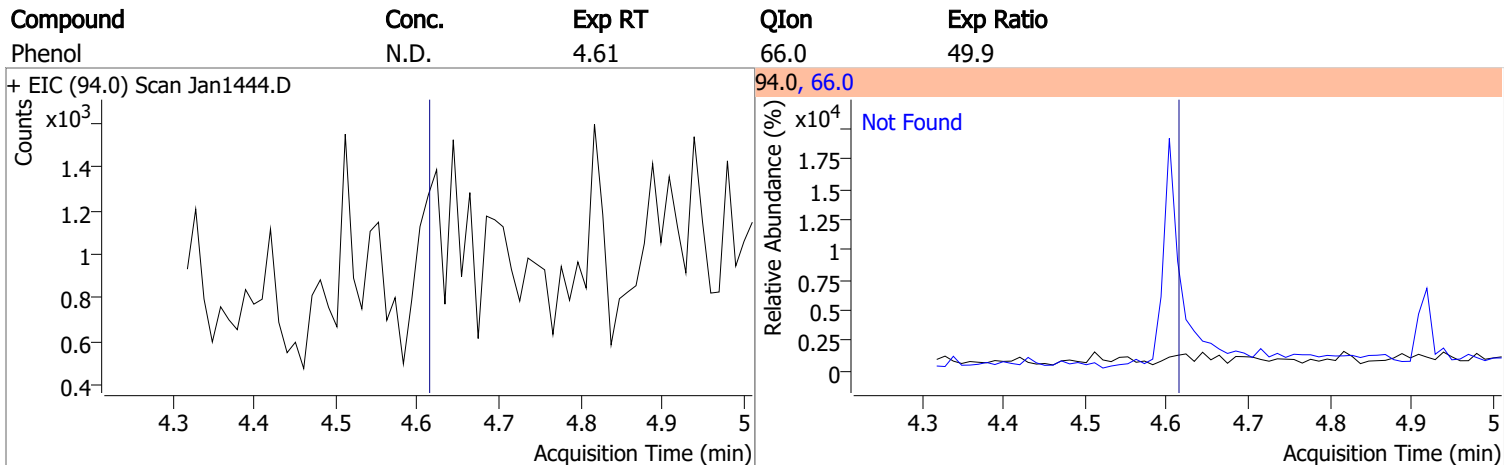 Compound Conc. Exp RT QIon Exp Ratio
Phenol N.D. 4.61 66.0 49.9
+ EIC (94.0) Scan Jan1444.D
Counts
x10³
1.4
1.2
1
0.8
0.6
0.4
4.3 4.4 4.5 4.6 4.7 4.8 4.9 5
Acquisition Time (min)
94.0, 66.0
Relative Abundance (%)
x10⁴
Not Found
1.75
1.5
1.25
1
0.75
0.5
0.25
0
4.3 4.4 4.5 4.6 4.7 4.8 4.9 5
Acquisition Time (min)